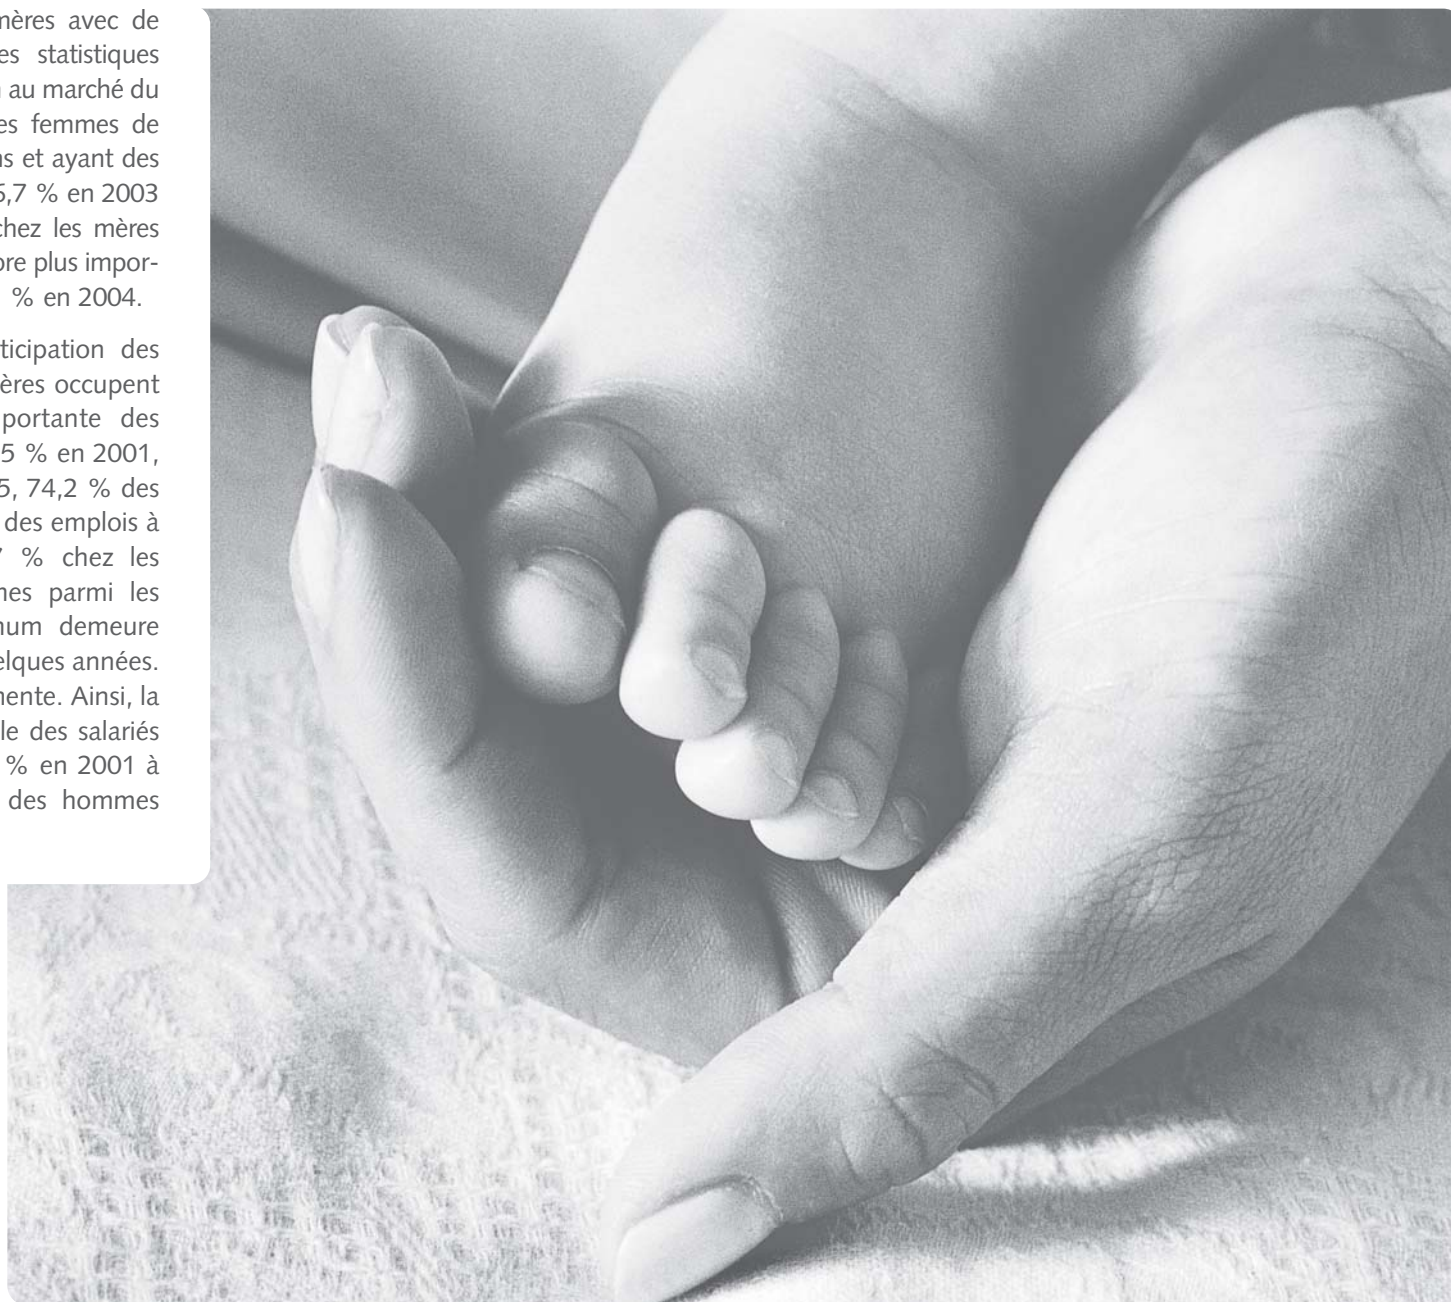 mères avec de
es statistiques
au marché du
es femmes de
ns et ayant des
5,7 % en 2003
chez les mères
ore plus impor-
% en 2004.
ticipation des
ères occupent
portante des
5 % en 2001,
5, 74,2 % des
des emplois à
% chez les
nes parmi les
num demeure
elques années.
mente. Ainsi, la
le des salariés
% en 2001 à
des hommes